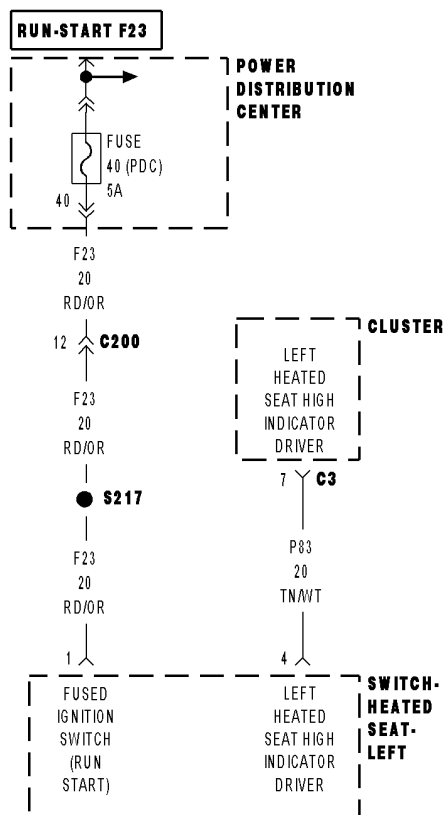 RUN-START F23
POWER
DISTRIBUTION
CENTER
FUSE
40 (PDC)
5A
40
F23
20
RD/OR
12 C200
F23
20
RD/OR
S217
F23
20
RD/OR
1
FUSED
IGNITION
SWITCH
(RUN
START)
CLUSTER
LEFT
HEATED
SEAT HIGH
INDICATOR
DRIVER
7 C3
P83
20
TN/WT
4
LEFT
HEATED
SEAT HIGH
INDICATOR
DRIVER
SWITCH-
HEATED
SEAT-
LEFT